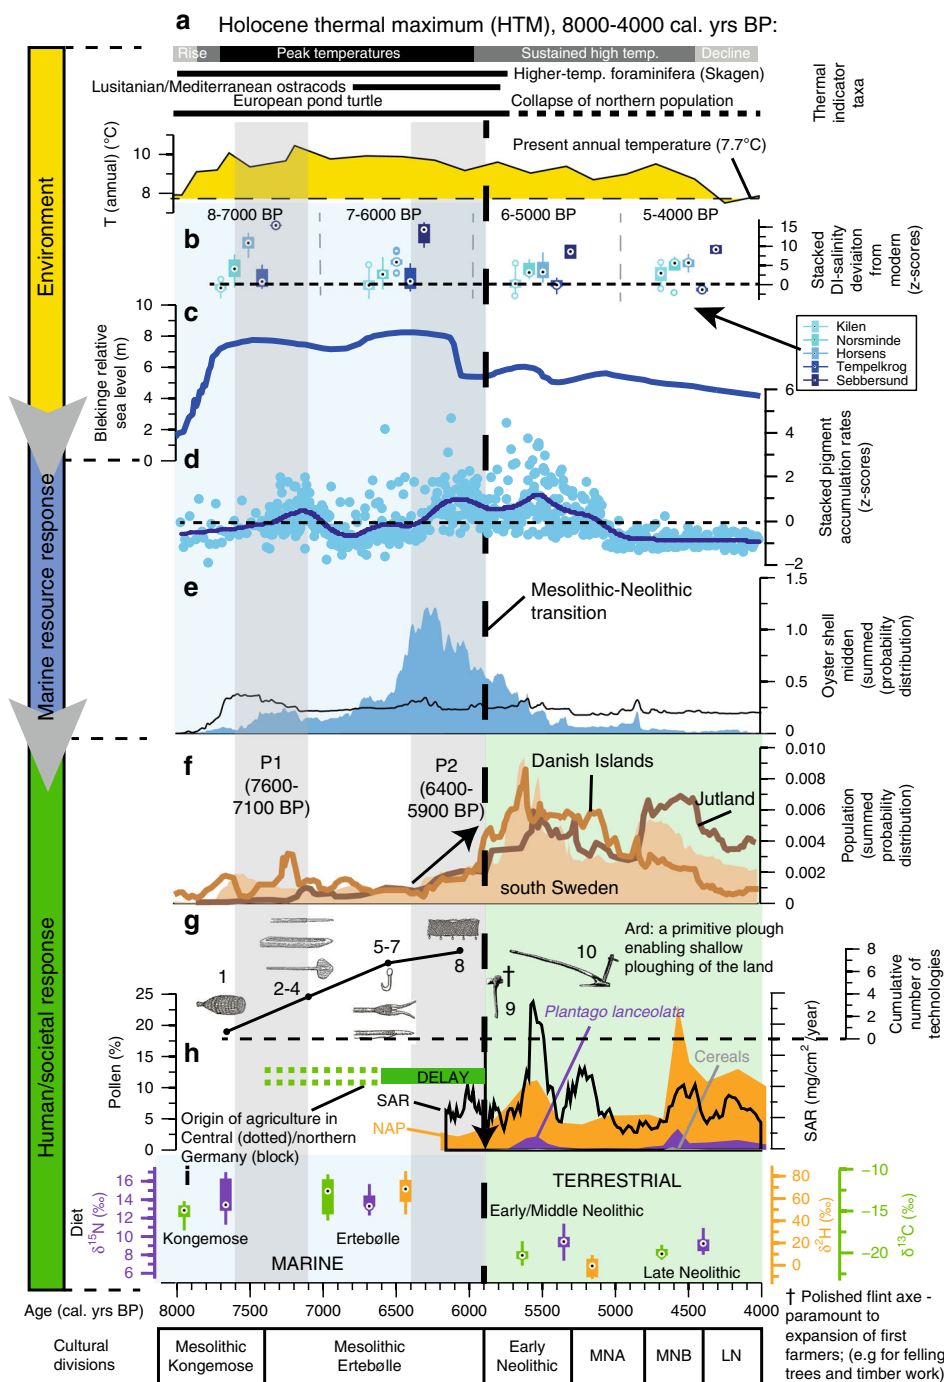 a Holocene thermal maximum (HTM), 8000-4000 cal. yrs BP:
Rise Peak temperatures Sustained high temp. Decline
Higher-temp. foraminifera (Skagen)
Lusitanian/Mediterranean ostracods
European pond turtle Collapse of northern population
Thermal
indicator
taxa
Environment
T (annual) (°C)
10
8
Present annual temperature (7.7°C)
8-7000 BP 7-6000 BP 6-5000 BP 5-4000 BP
b
15
10
5
0
Stacked
DI-salinity
deviaiton
from
modern
(z-scores)
Kilen
Norsminde
Horsens
Tempelkrog
Sebbersund
c
Blekinge relative
sea level (m)
10
8
6
4
2
0
Marine resource response
d
6
4
2
0
−2
Stacked pigment
accumulation rates
(z-scores)
e
Mesolithic-Neolithic
transition
1.5
1.0
0.5
0
Oyster shell
midden
(summed
(probability
distribution)
Human/societal response
f
P1
(7600-
7100 BP)
P2
(6400-
5900 BP)
Danish Islands
Jutland
south Sweden
0.010
0.008
0.006
0.004
0.002
0
Population
(summed
probability
distribution)
g
1
2-4
5-7
8
†
9
10
Ard: a primitive plough
enabling shallow
ploughing of the land
8
6
4
2
0
Cumulative
number of
technologies
h
Pollen (%)
25
20
15
10
5
0
DELAY
SAR
NAP
Origin of agriculture in
Central (dotted)/northern
Germany (block)
Plantago lanceolata
Cereals
SAR (mg/cm² /year)
i
Diet
δ15N (‰)
16
14
12
10
8
6
Kongemose
Ertebølle
MARINE
TERRESTRIAL
Early/Middle Neolithic
Late Neolithic
80
60
40
20
0
δ2H (‰)
−10
−15
−20
δ13C (‰)
Age (cal. yrs BP)
8000 7500 7000 6500 6000 5500 5000 4500 4000
Cultural
divisions
Mesolithic
Kongemose
Mesolithic
Ertebølle
Early
Neolithic
MNA
MNB
LN
† Polished flint axe -
paramount to
expansion of first
farmers; (e.g for felling
trees and timber work)